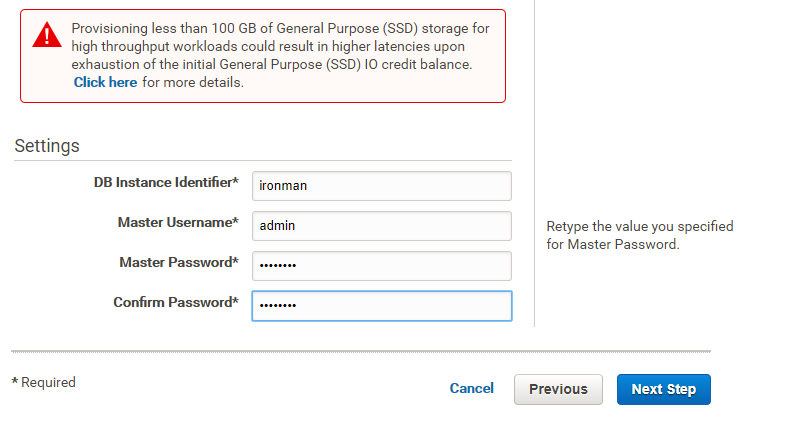 Provisioning less than 100 GB of General Purpose (SSD) storage for
high throughput workloads could result in higher latencies upon
exhaustion of the initial General Purpose (SSD) IO credit balance.
Click here for more details.
Settings
DB Instance Identifier* ironman
Master Username* admin
Master Password* ••••••••
Confirm Password* ••••••••
Retype the value you specified
for Master Password.
* Required
Cancel Previous Next Step